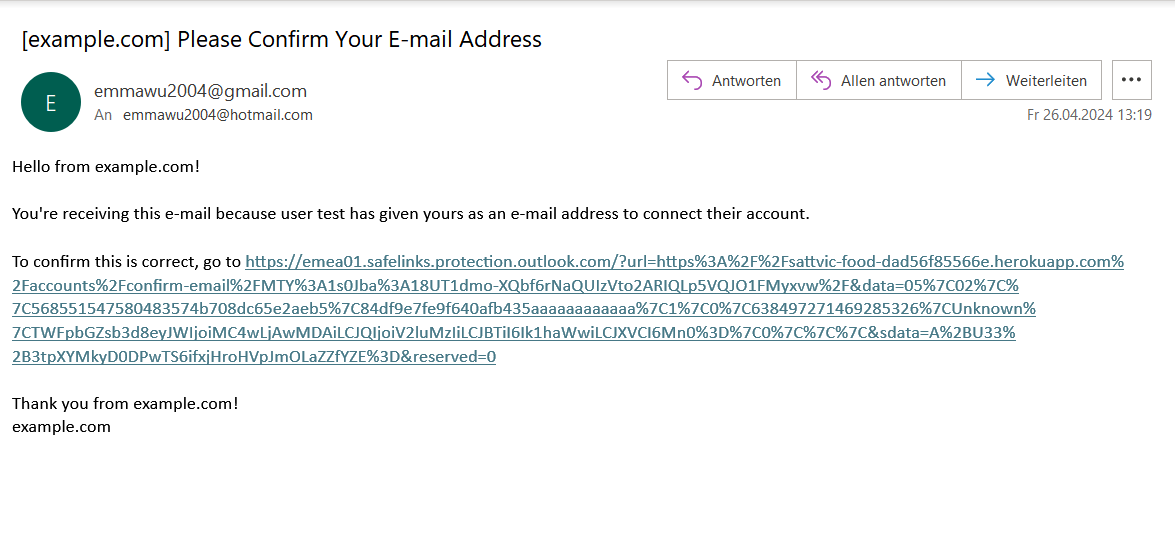 [example.com] Please Confirm Your E-mail Address
E
emmawu2004@gmail.com
An emmawu2004@hotmail.com
Antworten
Allen antworten
Weiterleiten
Fr 26.04.2024 13:19
Hello from example.com!
You're receiving this e-mail because user test has given yours as an e-mail address to connect their account.
To confirm this is correct, go to https://emea01.safelinks.protection.outlook.com/?url=https%3A%2F%2Fsattvic-food-dad56f85566e.herokuapp.com%
2Faccounts%2Fconfirm-email%2FMTY%3A1s0Jba%3A18UT1dmo-XQbf6rNaQUIzVto2ARIQLp5VQJO1FMyxvw%2F&data=05%7C02%7C%
7C568551547580483574b708dc65e2aeb5%7C84df9e7fe9f640afb435aaaaaaaaaaaa%7C1%7C0%7C638497271469285326%7CUnknown%
7CTWFpbGZsb3d8eyJWIjoiMC4wLjAwMDAiLCJQIjoiV2luMzIiLCJBTiI6Ik1haWwiLCJXVCI6Mn0%3D%7C0%7C%7C%7C&sdata=A%2BU33%
2B3tpXYMkyD0DPwTS6ifxjHroHVpJmOLaZZfYZE%3D&reserved=0
Thank you from example.com!
example.com